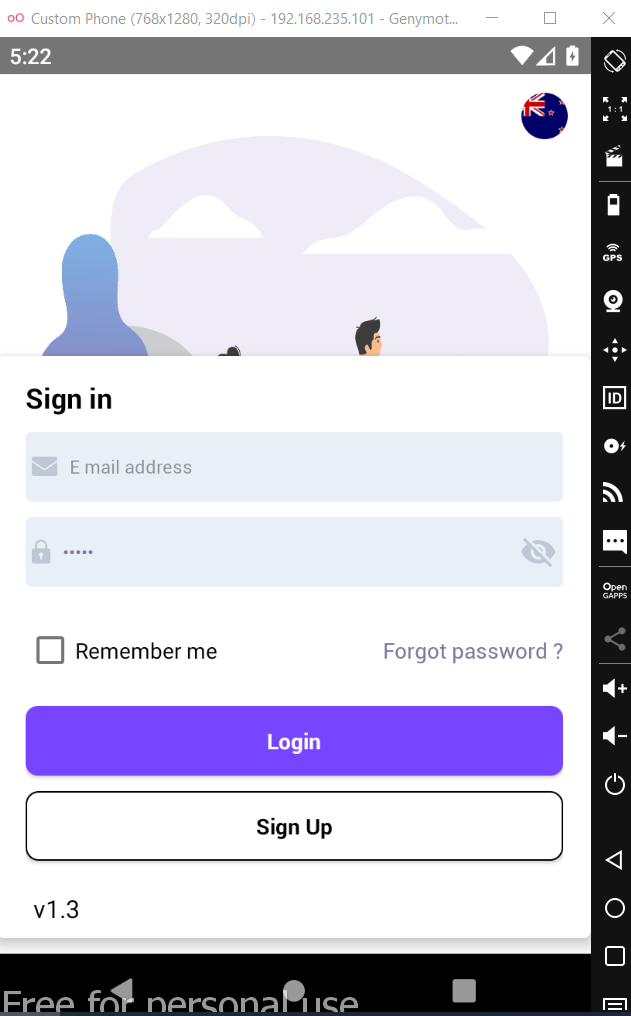 Custom Phone (768x1280, 320dpi) - 192.168.235.101 - Genymot...
5:22
1:1
GPS
Sign in
ID
E mail address
•••••
Open
GAPPS
Remember me
Forgot password ?
Login
Sign Up
v1.3
Free for personal use